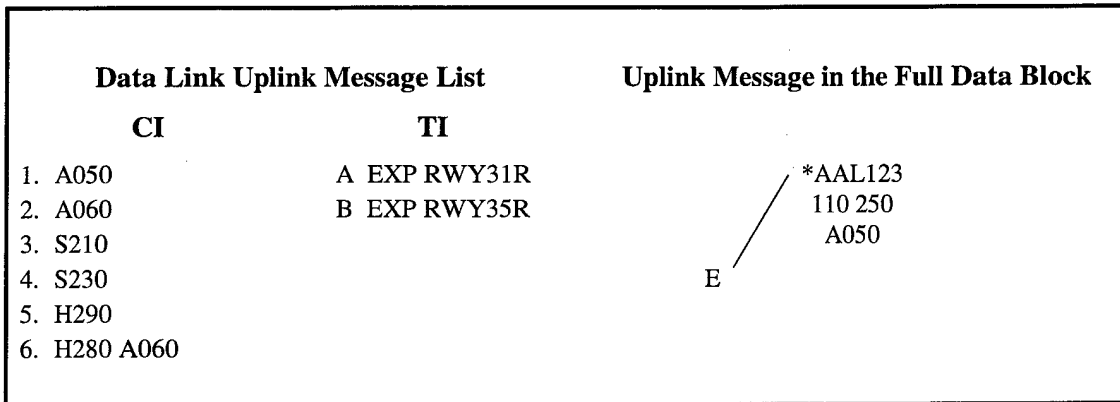 Data Link Uplink Message List
CI TI
1. A050 A EXP RWY31R
2. A060 B EXP RWY35R
3. S210
4. S230
5. H290
6. H280 A060
Uplink Message in the Full Data Block
*AAL123
110 250
A050
E